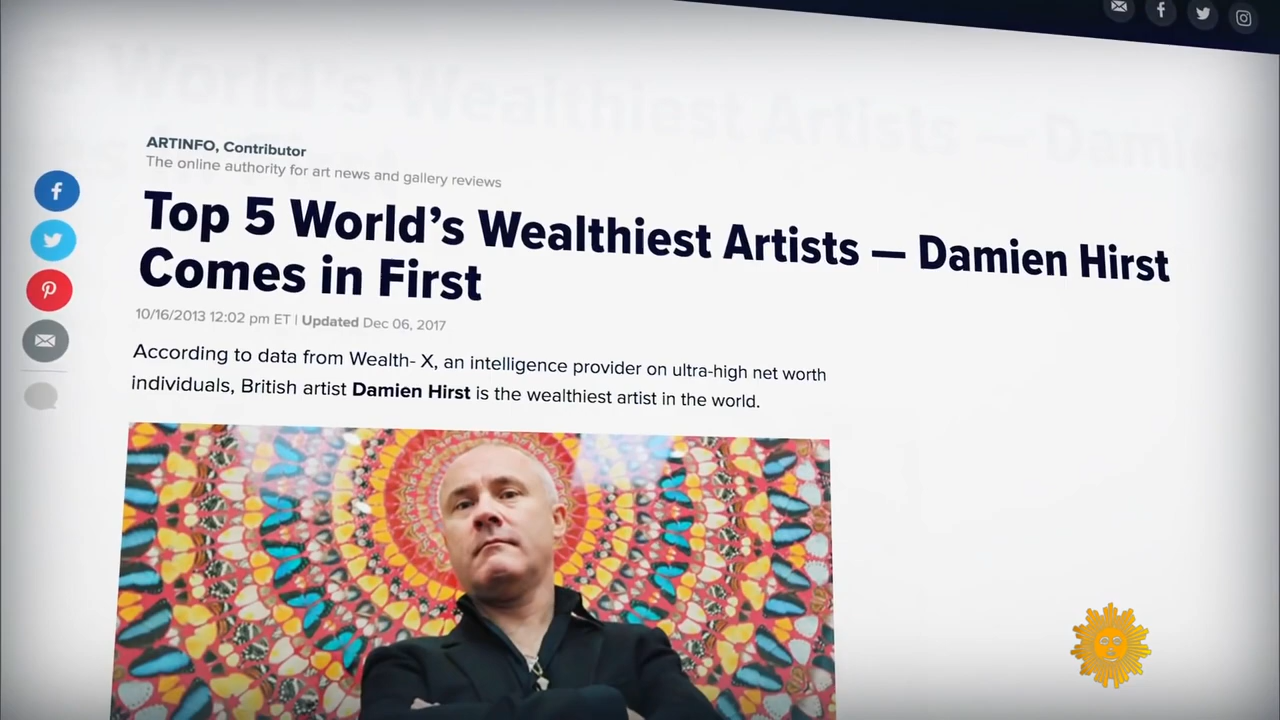 ARTINFO, Contributor
The online authority for art news and gallery reviews
Top 5 World's Wealthiest Artists — Damien Hirst
Comes in First
10/16/2013 12:02 pm ET | Updated Dec 06, 2017
According to data from Wealth- X, an intelligence provider on ultra-high net worth
individuals, British artist Damien Hirst is the wealthiest artist in the world.